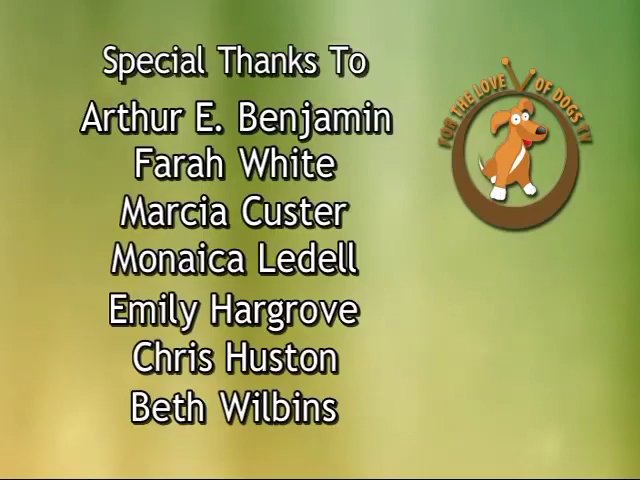 Special Thanks To
Arthur E. Benjamin
Farah White
Marcia Custer
Monaica Ledell
Emily Hargrove
Chris Huston
Beth Wilbins
FOR THE LOVE OF DOGS TV